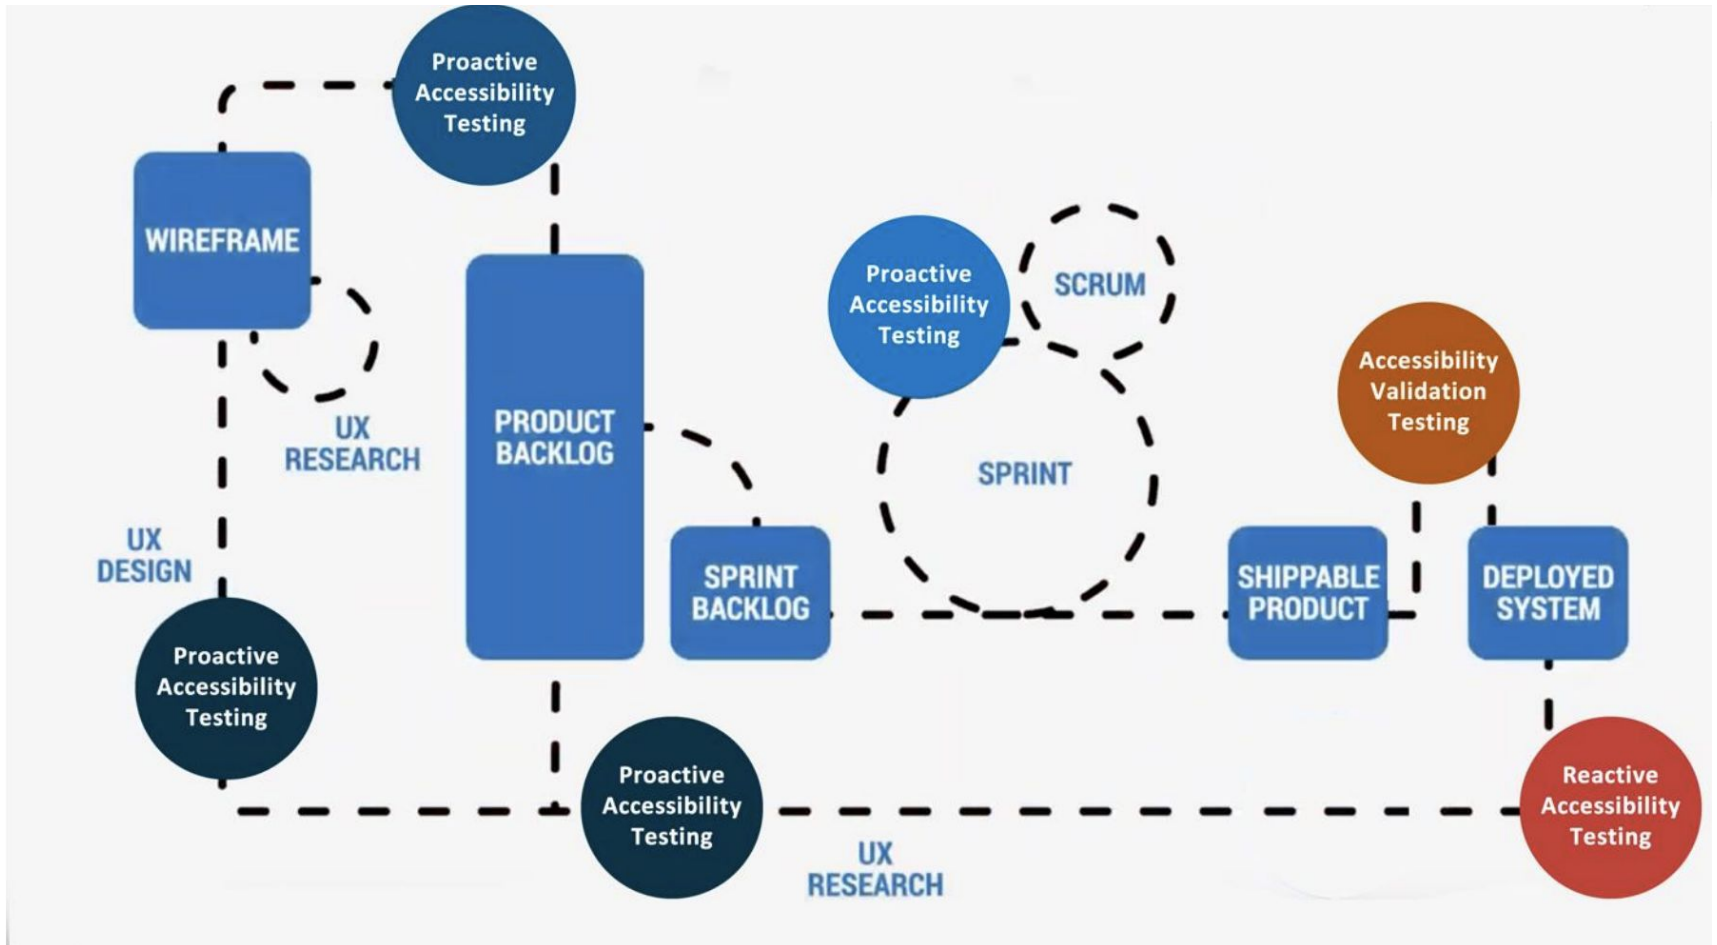 Proactive
Accessibility
Testing
WIREFRAME
UX
RESEARCH
UX
DESIGN
Proactive
Accessibility
Testing
PRODUCT
BACKLOG
SPRINT
BACKLOG
Proactive
Accessibility
Testing
SCRUM
SPRINT
Accessibility
Validation
Testing
SHIPPABLE
PRODUCT
DEPLOYED
SYSTEM
Proactive
Accessibility
Testing
UX
RESEARCH
Reactive
Accessibility
Testing